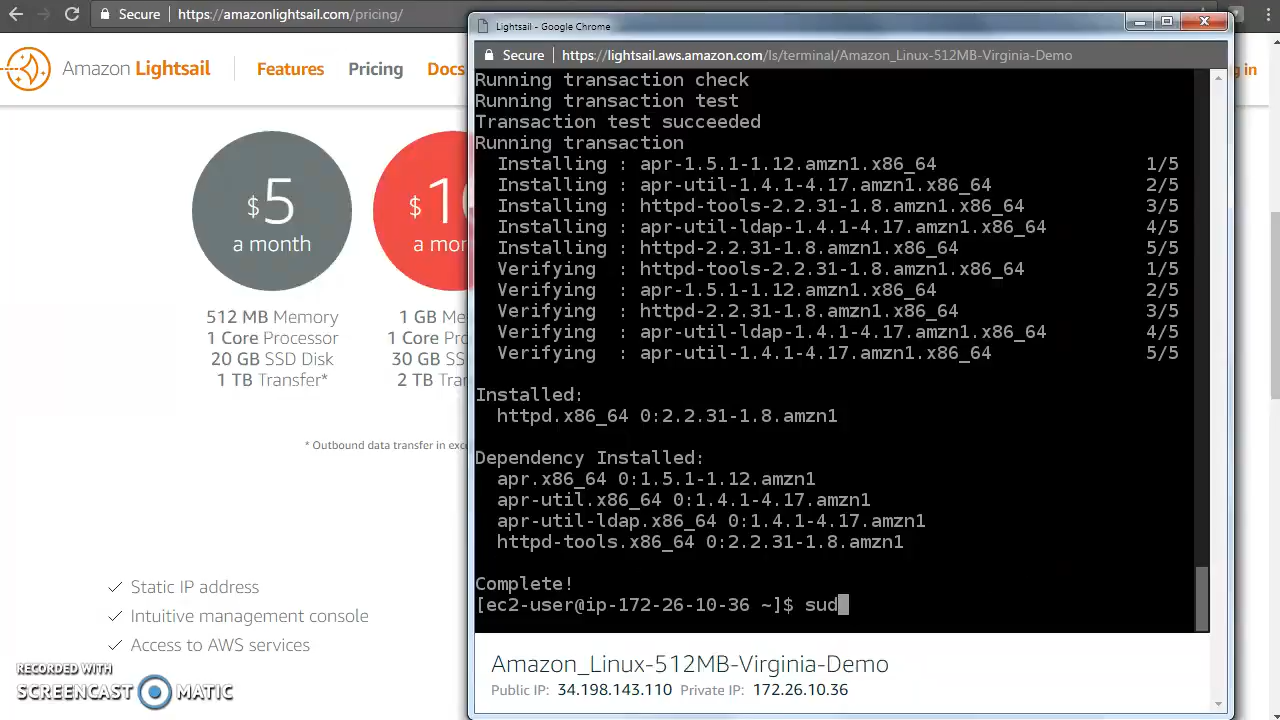 Secure https://amazonlightsail.com/pricing/
Amazon Lightsail Features Pricing Docs
$5
a month
512 MB Memory
1 Core Processor
20 GB SSD Disk
1 TB Transfer*
a
1 GB
1 Core
30 GB
2 TB
* Outbound data transfer in
Static IP address
Intuitive management console
Access to AWS services
RECORDED WITH
SCREENCAST MATIC
in
Lightsail - Google Chrome
Secure https://lightsail.aws.amazon.com/ls/terminal/Amazon_Linux-512MB-Virginia-Demo
Running transaction check
Running transaction test
Transaction test succeeded
Running transaction
Installing : apr-1.5.1-1.12.amzn1.x86_64 1/5
Installing : apr-util-1.4.1-4.17.amzn1.x86_64 2/5
Installing : httpd-tools-2.2.31-1.8.amzn1.x86_64 3/5
Installing : apr-util-ldap-1.4.1-4.17.amzn1.x86_64 4/5
Installing : httpd-2.2.31-1.8.amzn1.x86_64 5/5
Verifying : httpd-tools-2.2.31-1.8.amzn1.x86_64 1/5
Verifying : apr-1.5.1-1.12.amzn1.x86_64 2/5
Verifying : httpd-2.2.31-1.8.amzn1.x86_64 3/5
Verifying : apr-util-ldap-1.4.1-4.17.amzn1.x86_64 4/5
Verifying : apr-util-1.4.1-4.17.amzn1.x86_64 5/5
Installed:
httpd.x86_64 0:2.2.31-1.8.amzn1
Dependency Installed:
apr.x86_64 0:1.5.1-1.12.amzn1
apr-util.x86_64 0:1.4.1-4.17.amzn1
apr-util-ldap.x86_64 0:1.4.1-4.17.amzn1
httpd-tools.x86_64 0:2.2.31-1.8.amzn1
Complete!
[ec2-user@ip-172-26-10-36 ~]$ sud
Amazon_Linux-512MB-Virginia-Demo
Public IP: 34.198.143.110 Private IP: 172.26.10.36